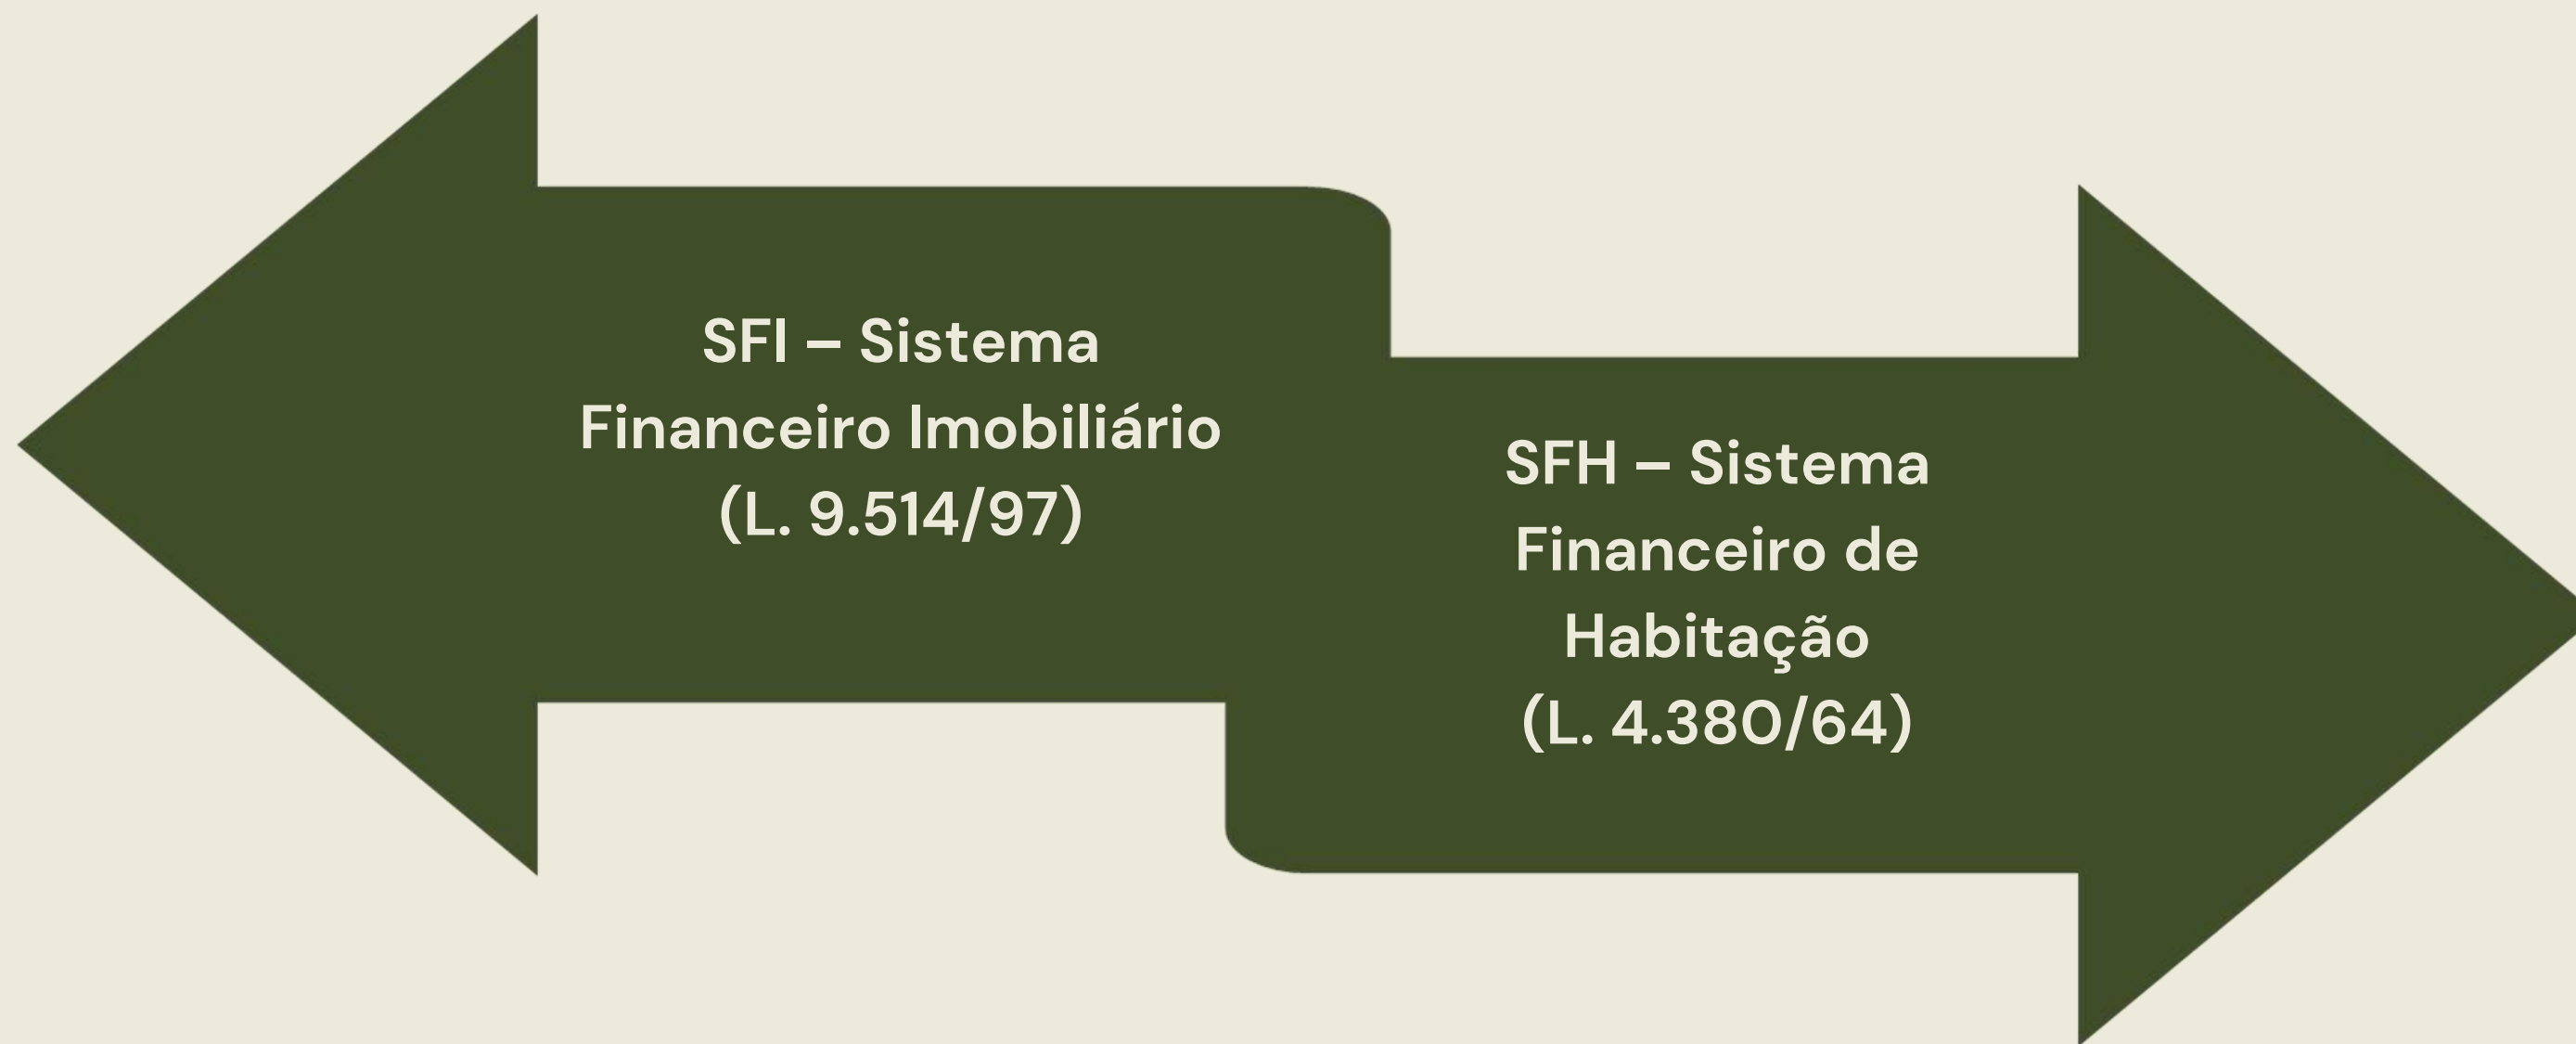 SFI – Sistema
Financeiro Imobiliário
(L. 9.514/97)
SFH – Sistema
Financeiro de
Habitação
(L. 4.380/64)